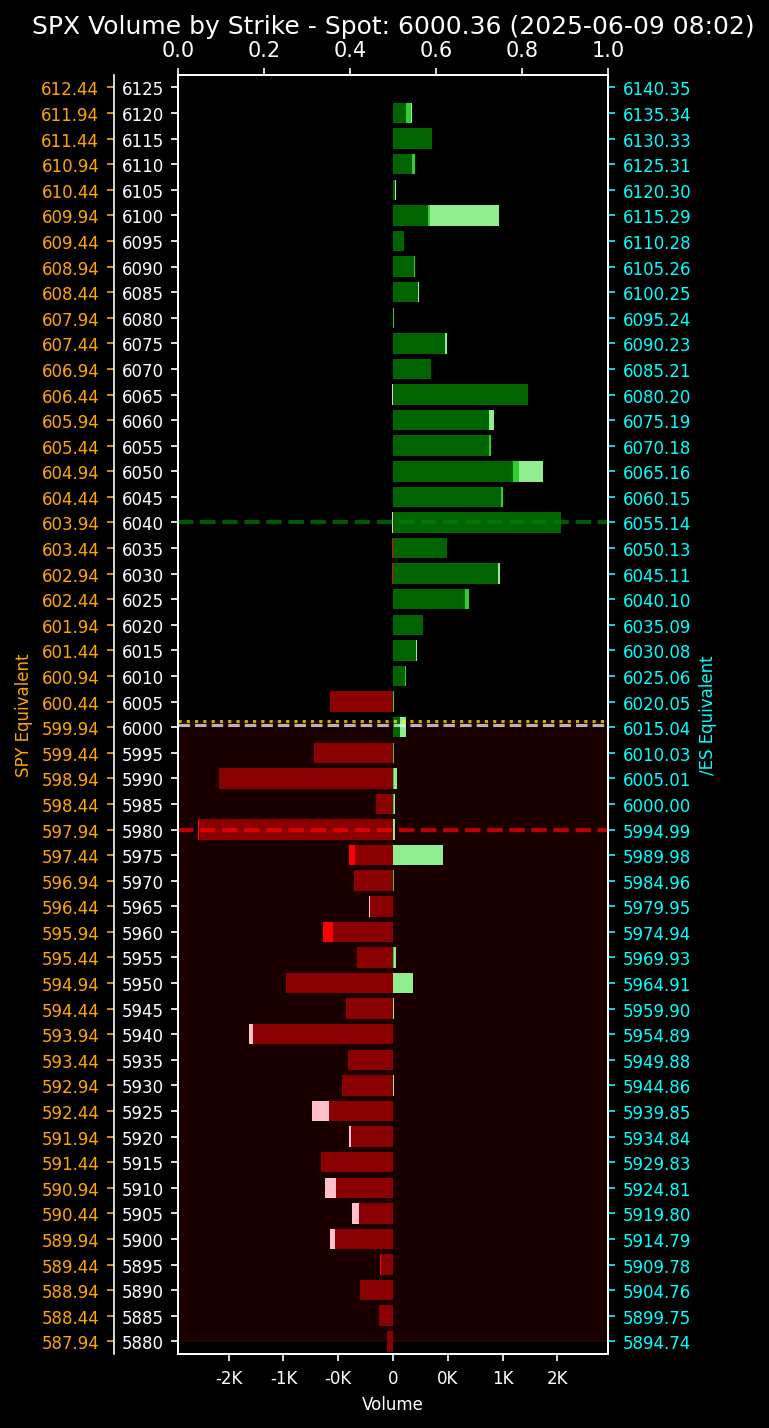 SPX Volume by Strike - Spot: 6000.36 (2025-06-09 08:02)
0.0 0.2 0.4 0.6 0.8 1.0
612.44 6125 6140.35
611.94 6120 6135.34
611.44 6115 6130.33
610.94 6110 6125.31
610.44 6105 6120.30
609.94 6100 6115.29
609.44 6095 6110.28
608.94 6090 6105.26
608.44 6085 6100.25
607.94 6080 6095.24
607.44 6075 6090.23
606.94 6070 6085.21
606.44 6065 6080.20
605.94 6060 6075.19
605.44 6055 6070.18
604.94 6050 6065.16
604.44 6045 6060.15
603.94 6040 6055.14
603.44 6035 6050.13
602.94 6030 6045.11
602.44 6025 6040.10
601.94 6020 6035.09
601.44 6015 6030.08
600.94 6010 6025.06
600.44 6005 6020.05
599.94 6000 6015.04
599.44 5995 6010.03
598.94 5990 6005.01
598.44 5985 6000.00
597.94 5980 5994.99
597.44 5975 5989.98
596.94 5970 5984.96
596.44 5965 5979.95
595.94 5960 5974.94
595.44 5955 5969.93
594.94 5950 5964.91
594.44 5945 5959.90
593.94 5940 5954.89
593.44 5935 5949.88
592.94 5930 5944.86
592.44 5925 5939.85
591.94 5920 5934.84
591.44 5915 5929.83
590.94 5910 5924.81
590.44 5905 5919.80
589.94 5900 5914.79
589.44 5895 5909.78
588.94 5890 5904.76
588.44 5885 5899.75
587.94 5880 5894.74
SPY Equivalent
/ES Equivalent
-2K -1K -0K 0 0K 1K 2K
Volume